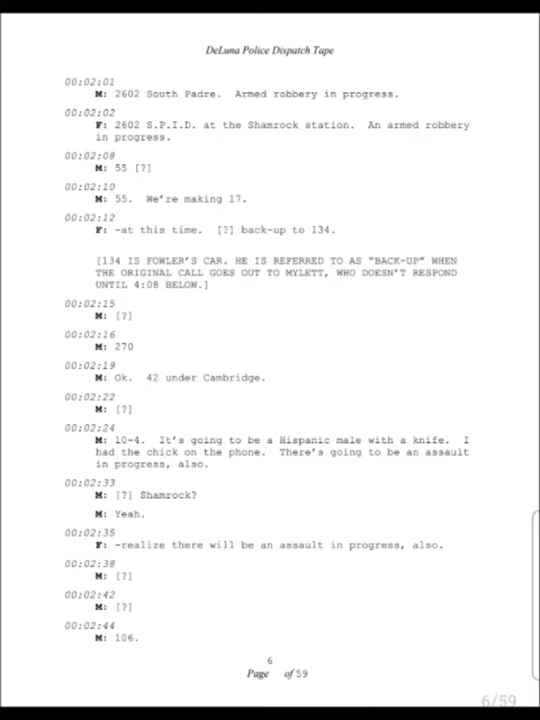 DeLuna Police Dispatch Tape
00:02:01
M: 2602 South Padre. Armed robbery in progress.
00:02:02
F: 2602 S.P.I.D. at the Shamrock station. An armed robbery
in progress.
00:02:08
M: 55 [?]
00:02:10
M: 55. We're making 17.
00:02:12
F: -at this time. [?] back-up to 134.
[134 IS FOWLER'S CAR. HE IS REFERRED TO AS "BACK-UP" WHEN
THE ORIGINAL CALL GOES OUT TO MYLETT, WHO DOESN'T RESPOND
UNTIL 4:08 BELOW.]
00:02:15
M: [?]
00:02:16
M: 270
00:02:19
M: Ok. 42 under Cambridge.
00:02:22
M: [?]
00:02:24
M: 10-4. It's going to be a Hispanic male with a knife. I
had the chick on the phone. There's going to be an assault
in progress, also.
00:02:33
M: [?] Shamrock?
M: Yeah.
00:02:35
F: -realize there will be an assault in progress, also.
00:02:38
M: [?]
00:02:42
M: [?]
00:02:44
M: 106.
6
Page of 59
6/59